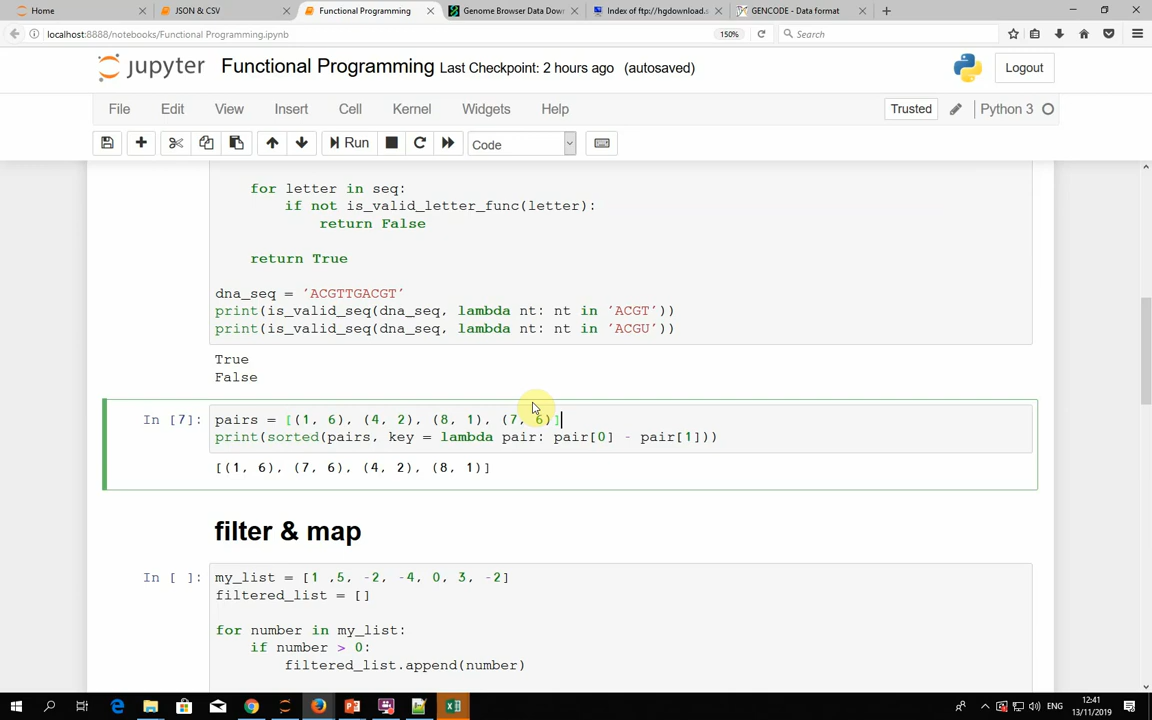 Home
JSON & CSV
Functional Programming
Genome Browser Data Down
Index of ftp://hgdownload.s
GENCODE - Data format
localhost:8888/notebooks/Functional Programming.ipynb
150%
Search
jupyter Functional Programming Last Checkpoint: 2 hours ago (autosaved)
Logout
File Edit View Insert Cell Kernel Widgets Help
Trusted
Python 3
Run
Code
for letter in seq:
if not is_valid_letter_func(letter):
return False
return True
dna_seq = 'ACGTTGACGT'
print(is_valid_seq(dna_seq, lambda nt: nt in 'ACGT'))
print(is_valid_seq(dna_seq, lambda nt: nt in 'ACGU'))
True
False
In [7]: pairs = [(1, 6), (4, 2), (8, 1), (7, 6)]
print(sorted(pairs, key = lambda pair: pair[0] - pair[1]))
[(1, 6), (7, 6), (4, 2), (8, 1)]
filter & map
In [ ]: my_list = [1 ,5, -2, -4, 0, 3, -2]
filtered_list = []
for number in my_list:
if number > 0:
filtered_list.append(number)
ENG
12:41
13/11/2019